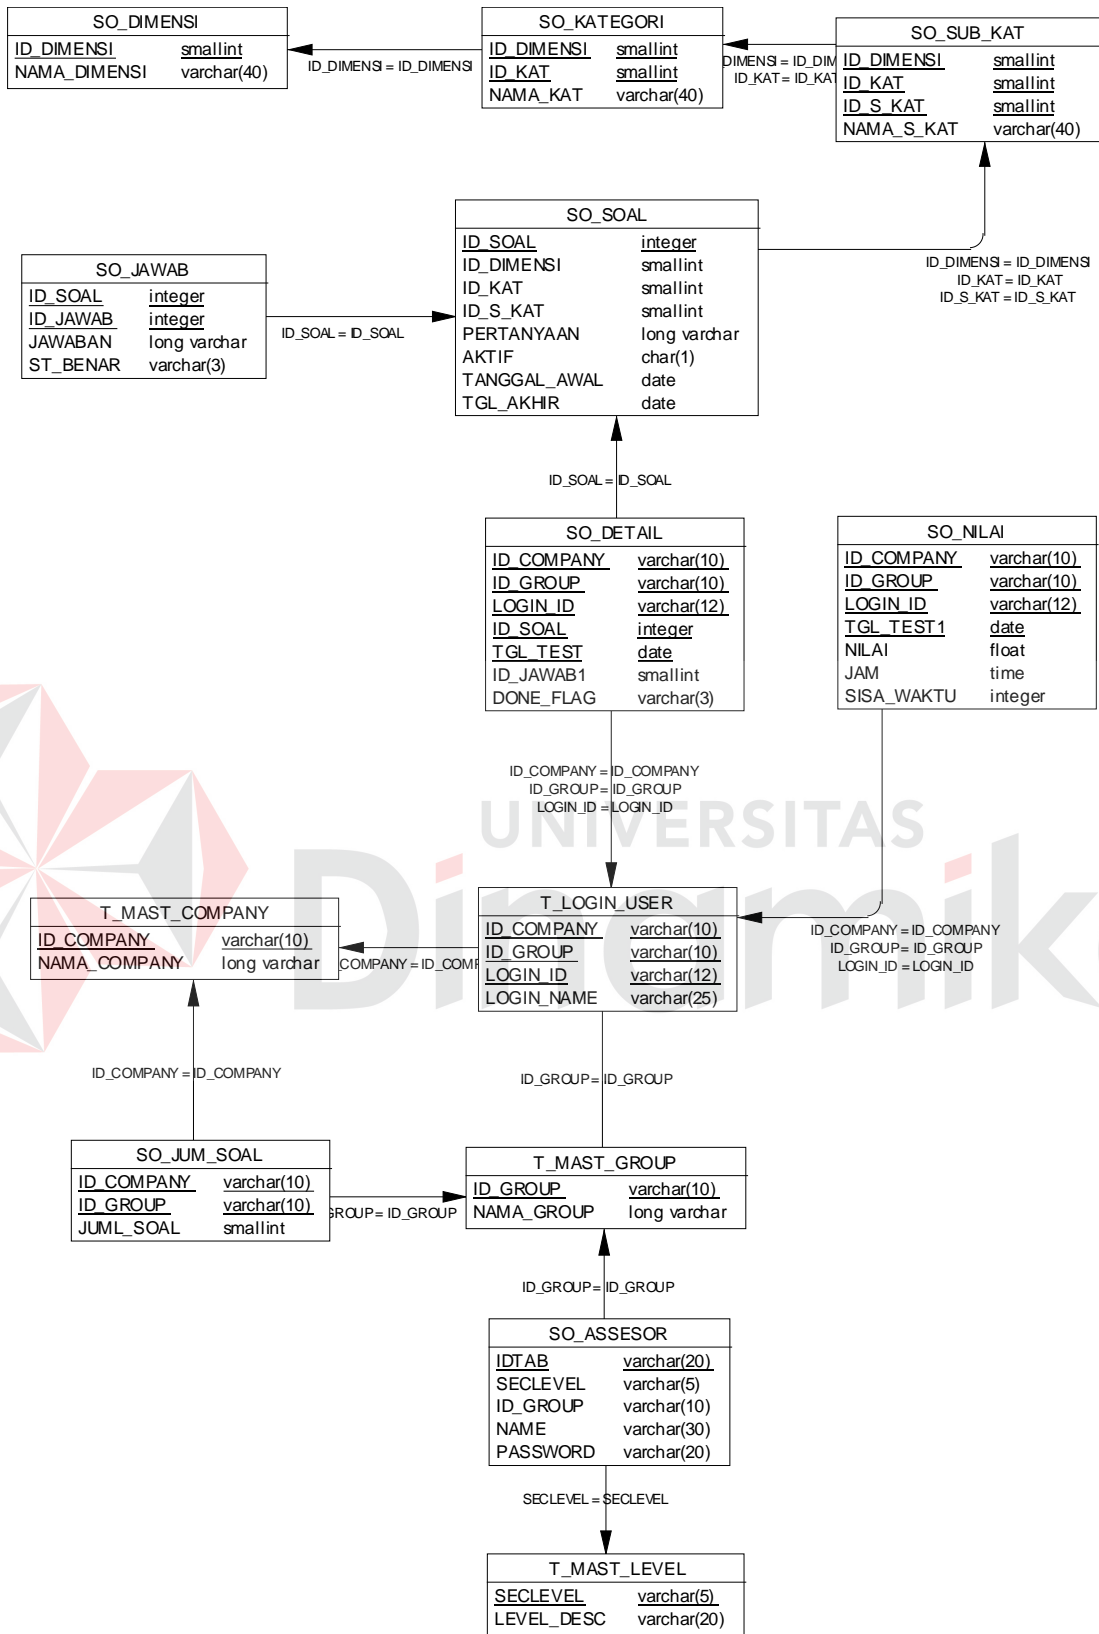 SO_DIMENSI
ID_DIMENSI smallint
NAMA_DIMENSI varchar(40)
ID_DIMENSI = ID_DIMENSI
SO_KATEGORI
ID_DIMENSI smallint
ID_KAT smallint
NAMA_KAT varchar(40)
DIMENSI = ID_DIM
ID_KAT = ID_KAT
SO_SUB_KAT
ID_DIMENSI smallint
ID_KAT smallint
ID_S_KAT smallint
NAMA_S_KAT varchar(40)
SO_JAWAB
ID_SOAL integer
ID_JAWAB integer
JAWABAN long varchar
ST_BENAR varchar(3)
ID_SOAL = ID_SOAL
SO_SOAL
ID_SOAL integer
ID_DIMENSI smallint
ID_KAT smallint
ID_S_KAT smallint
PERTANYAAN long varchar
AKTIF char(1)
TANGGAL_AWAL date
TGL_AKHIR date
ID_DIMENSI = ID_DIMENSI
ID_KAT = ID_KAT
ID_S_KAT = ID_S_KAT
ID_SOAL = ID_SOAL
SO_DETAIL
ID_COMPANY varchar(10)
ID_GROUP varchar(10)
LOGIN_ID varchar(12)
ID_SOAL integer
TGL_TEST date
ID_JAWAB1 smallint
DONE_FLAG varchar(3)
SO_NILAI
ID_COMPANY varchar(10)
ID_GROUP varchar(10)
LOGIN_ID varchar(12)
TGL_TEST1 date
NILAI float
JAM time
SISA_WAKTU integer
ID_COMPANY = ID_COMPANY
ID_GROUP = ID_GROUP
LOGIN_ID = LOGIN_ID
UNIVERSITAS
Dinamik
T_MAST_COMPANY
ID_COMPANY varchar(10)
NAMA_COMPANY long varchar
COMPANY = ID_COMP
T_LOGIN_USER
ID_COMPANY varchar(10)
ID_GROUP varchar(10)
LOGIN_ID varchar(12)
LOGIN_NAME varchar(25)
ID_COMPANY = ID_COMPANY
ID_GROUP = ID_GROUP
LOGIN_ID = LOGIN_ID
ID_COMPANY = ID_COMPANY
ID_GROUP = ID_GROUP
SO_JUM_SOAL
ID_COMPANY varchar(10)
ID_GROUP varchar(10)
JUML_SOAL smallint
GROUP = ID_GROUP
T_MAST_GROUP
ID_GROUP varchar(10)
NAMA_GROUP long varchar
ID_GROUP = ID_GROUP
SO_ASSESOR
IDTAB varchar(20)
SECLEVEL varchar(5)
ID_GROUP varchar(10)
NAME varchar(30)
PASSWORD varchar(20)
SECLEVEL = SECLEVEL
T_MAST_LEVEL
SECLEVEL varchar(5)
LEVEL_DESC varchar(20)